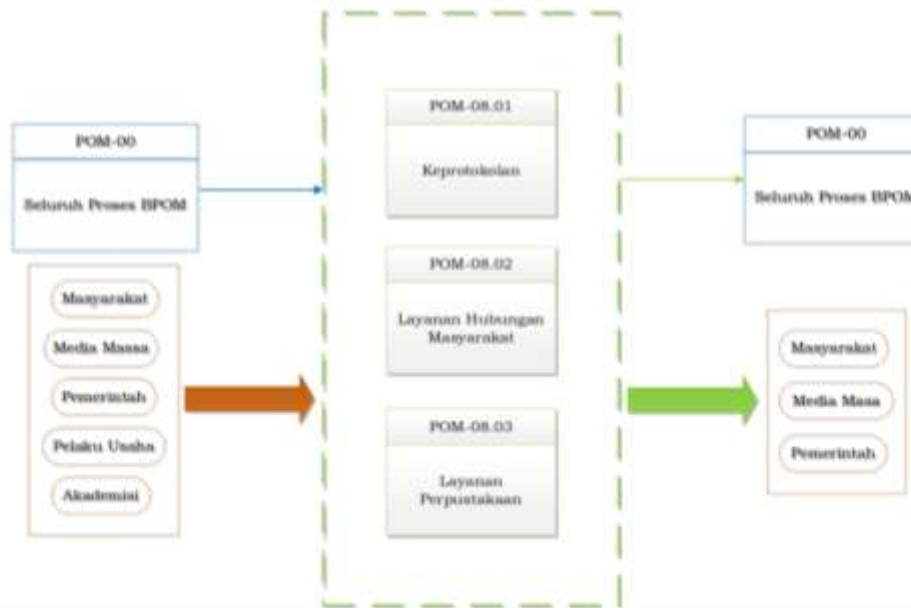 POM-00
Seluruh Proses BPOM
Masyarakat
Media Massa
Pemerintah
Pelaku Usaha
Akademisi
POM-08.01
Keprotokolan
POM-08.02
Layanan Hubungan
Masyarakat
POM-08.03
Layanan
Perpustakaan
POM-00
Seluruh Proses BPOM
Masyarakat
Media Masa
Pemerintah